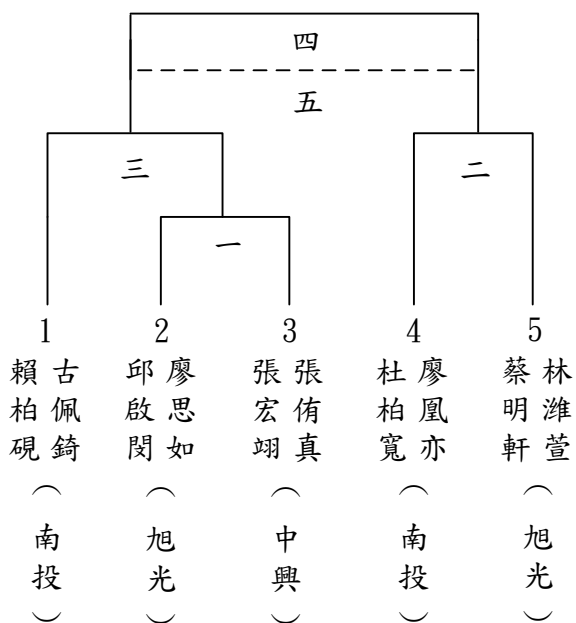 四
五
三
二
一
1
2
3
4
5
賴柏硯
古佩錡
(南投)
邱啟閔
廖思如
(旭光)
張宏翊
張侑真
(中興)
杜柏寬
廖凰亦
(南投)
蔡明軒
林濰萱
(旭光)